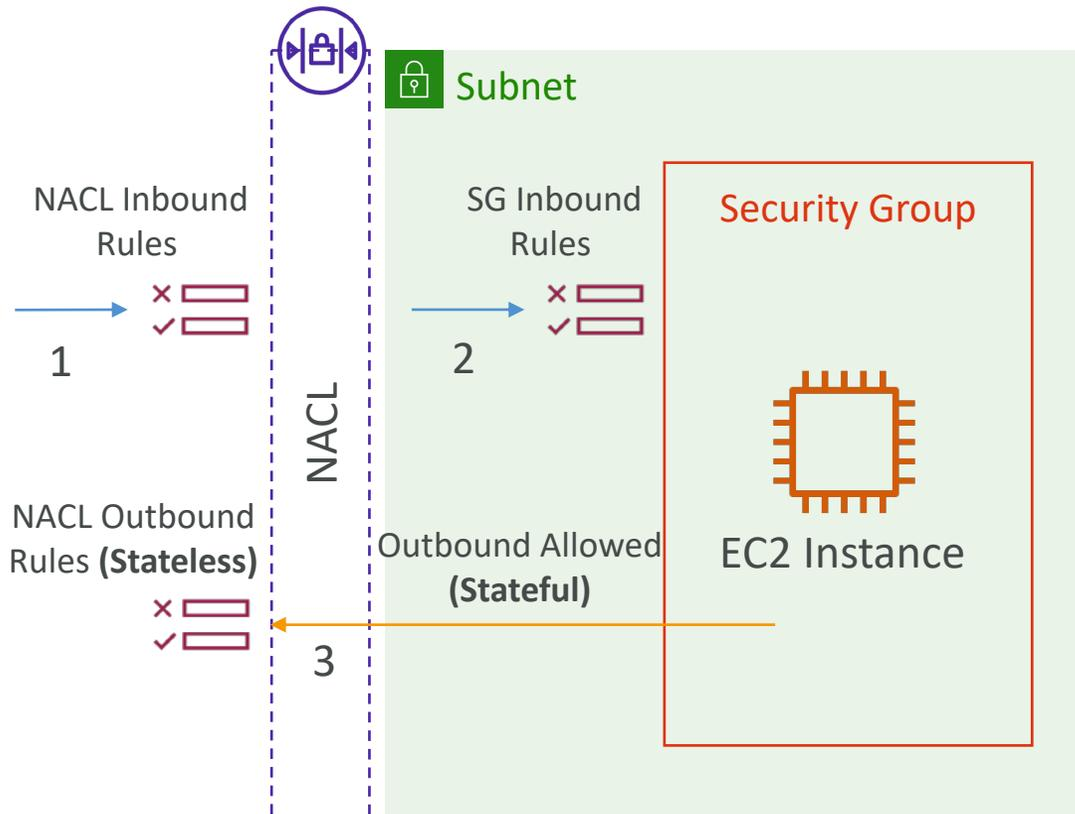 Subnet
NACL Inbound
Rules
SG Inbound
Rules
Security Group
1
2
NACL
NACL Outbound
Rules (Stateless)
Outbound Allowed
(Stateful)
EC2 Instance
3